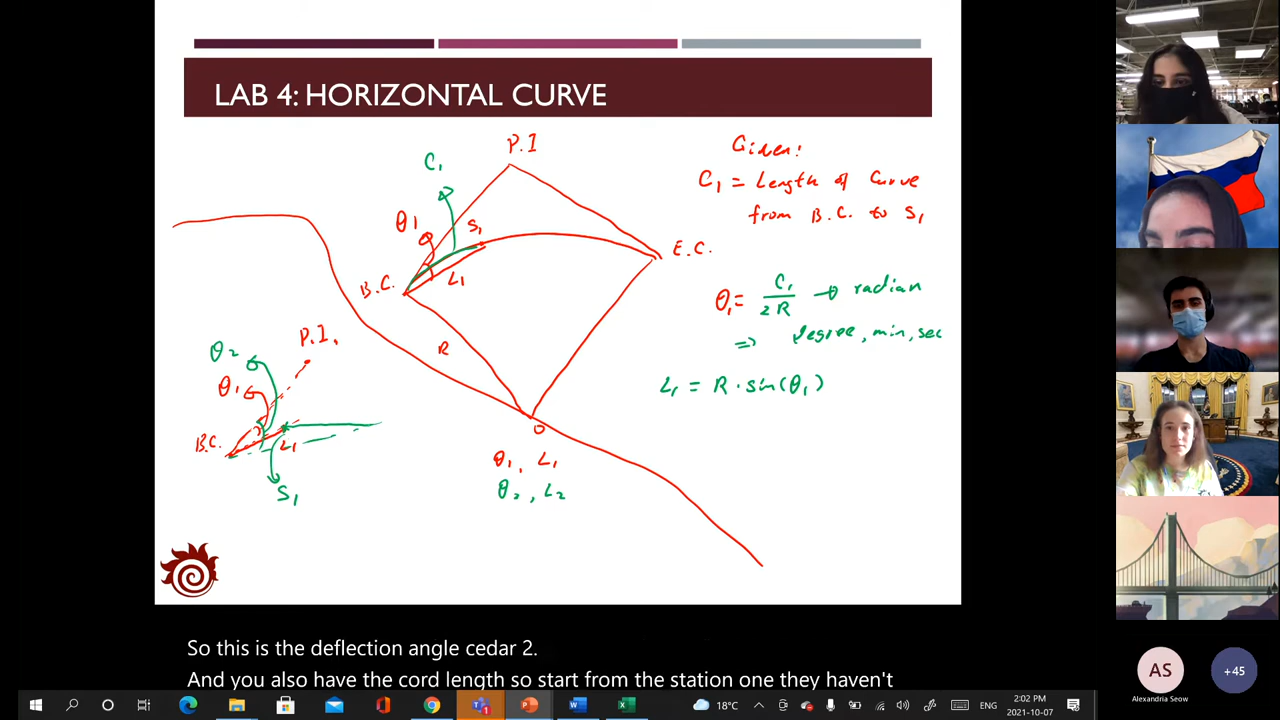 LAB 4: HORIZONTAL CURVE
P.I
Given:
C1 = Length of Curve
from B.C. to S1
C1
θ1
S1
E.C.
B.C.
L1
θ1 = C1 / 2R → radian
⇒ degree, min, sec
R
L1 = R · sin(θ1)
P.I.
θ2
θ1
B.C.
L1
S1
O
θ1, L1
θ2, L2
So this is the deflection angle cedar 2.
And you also have the cord length so start from the station one they haven't
AS
+45
Alexandria Seow
18°C
ENG
2:02 PM
2021-10-07